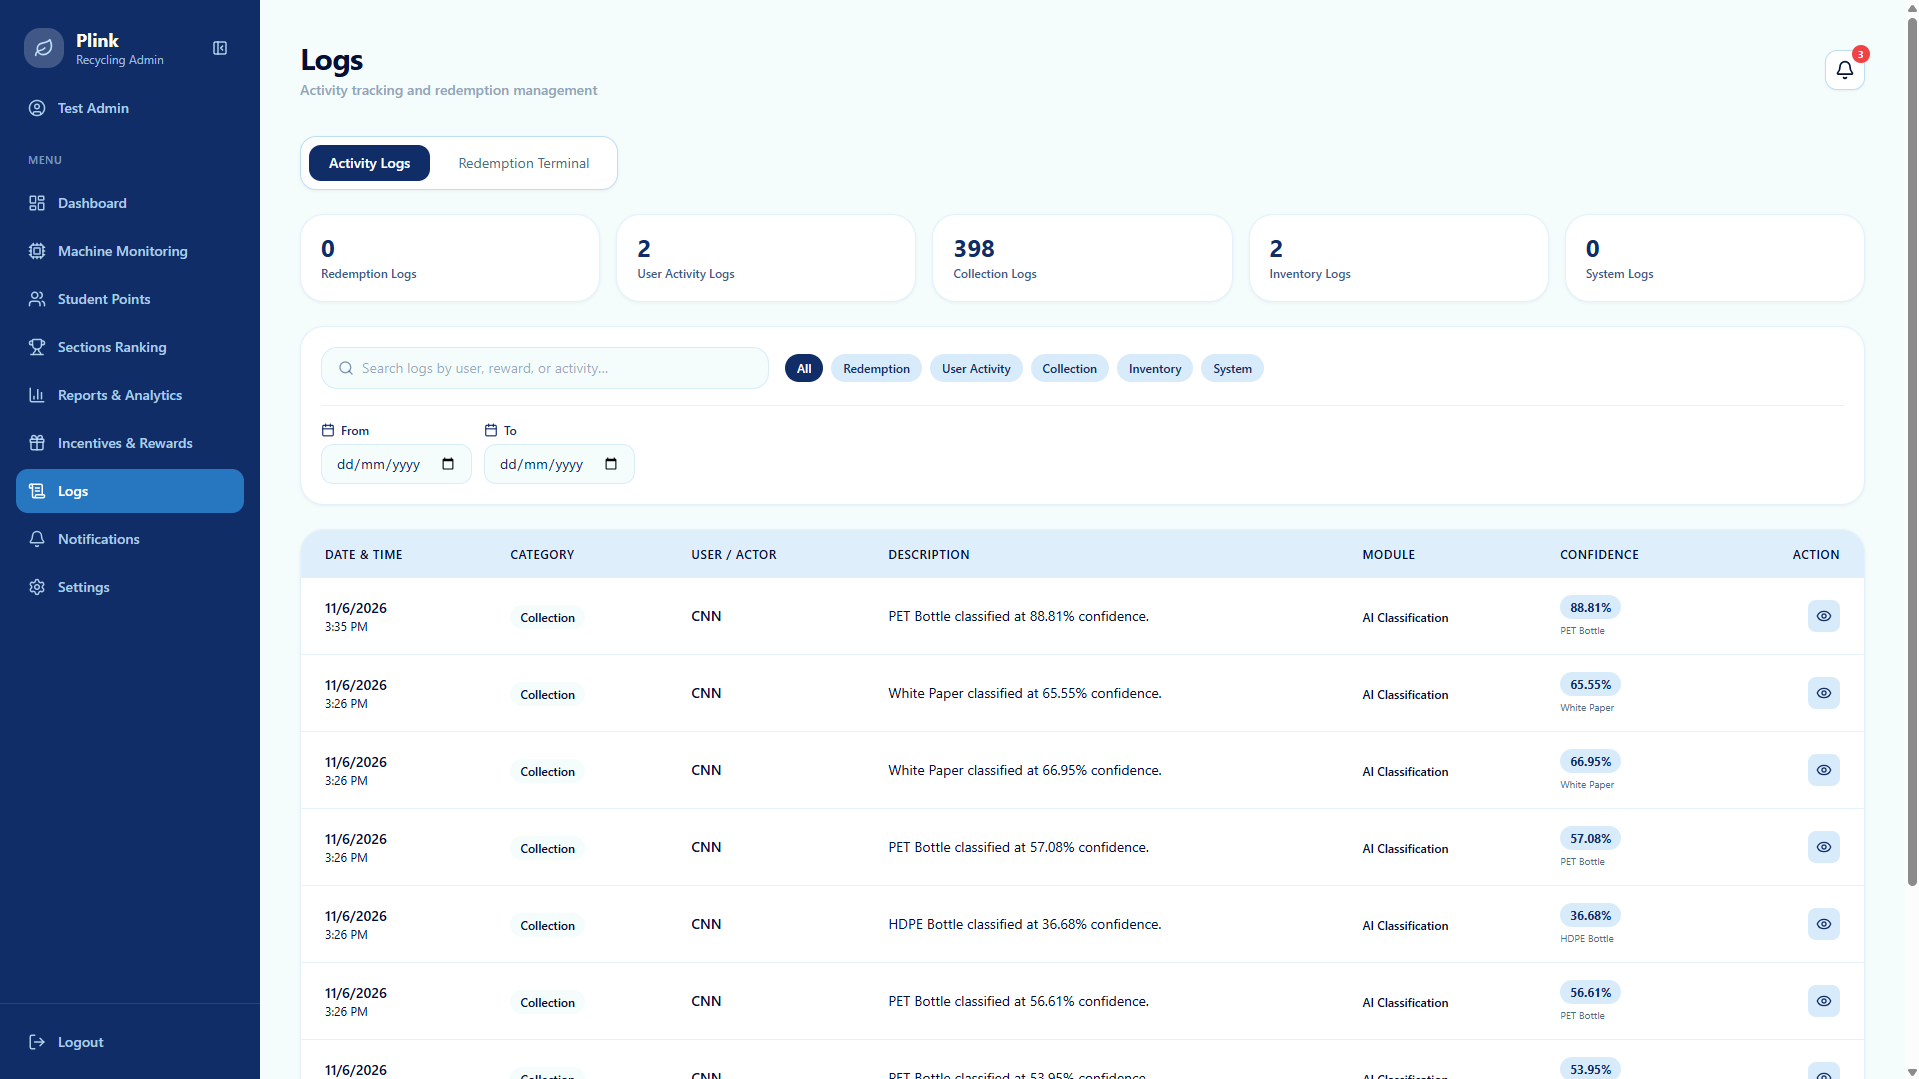 Plink
Recycling Admin
Test Admin
MENU
Dashboard
Machine Monitoring
Student Points
Sections Ranking
Reports & Analytics
Incentives & Rewards
Logs
Notifications
Settings
Logout
Logs
Activity tracking and redemption management
3
Activity Logs
Redemption Terminal
0
Redemption Logs
2
User Activity Logs
398
Collection Logs
2
Inventory Logs
0
System Logs
Search logs by user, reward, or activity...
All Redemption User Activity Collection Inventory System
From To
dd/mm/yyyy dd/mm/yyyy
DATE & TIME CATEGORY USER / ACTOR DESCRIPTION MODULE CONFIDENCE ACTION
11/6/2026
3:35 PM
Collection
CNN
PET Bottle classified at 88.81% confidence.
AI Classification
88.81%
PET Bottle
11/6/2026
3:26 PM
Collection
CNN
White Paper classified at 65.55% confidence.
AI Classification
65.55%
White Paper
11/6/2026
3:26 PM
Collection
CNN
White Paper classified at 66.95% confidence.
AI Classification
66.95%
White Paper
11/6/2026
3:26 PM
Collection
CNN
PET Bottle classified at 57.08% confidence.
AI Classification
57.08%
PET Bottle
11/6/2026
3:26 PM
Collection
CNN
HDPE Bottle classified at 36.68% confidence.
AI Classification
36.68%
HDPE Bottle
11/6/2026
3:26 PM
Collection
CNN
PET Bottle classified at 56.61% confidence.
AI Classification
56.61%
PET Bottle
11/6/2026
Collection
CNN
PET Bottle classified at 53.95% confidence.
AI Classification
53.95%